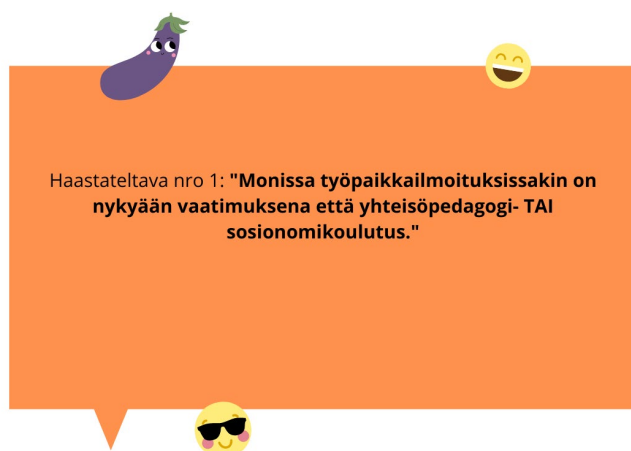 Haastateltava nro 1: "Monissa työpaikkailmoituksissakin on
nykyään vaatimuksena että yhteisöpedagogi- TAI
sosionomikoulutus."